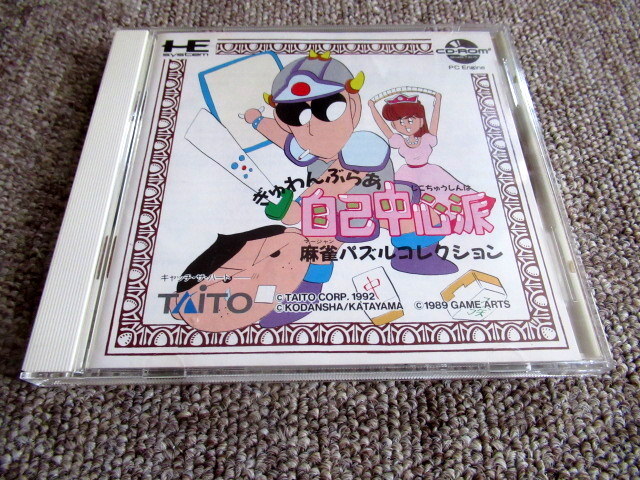 HE
system
CD-ROM²
PC Engine
ぎゅわんぶらあ
じこちゅうしんは
自己中心派
マージャン
麻雀パズルコレクション
キャッチ・ザ・ハート
TAITO
© TAITO CORP. 1992
© KODANSHA/KATAYAMA © 1989 GAME ARTS
中